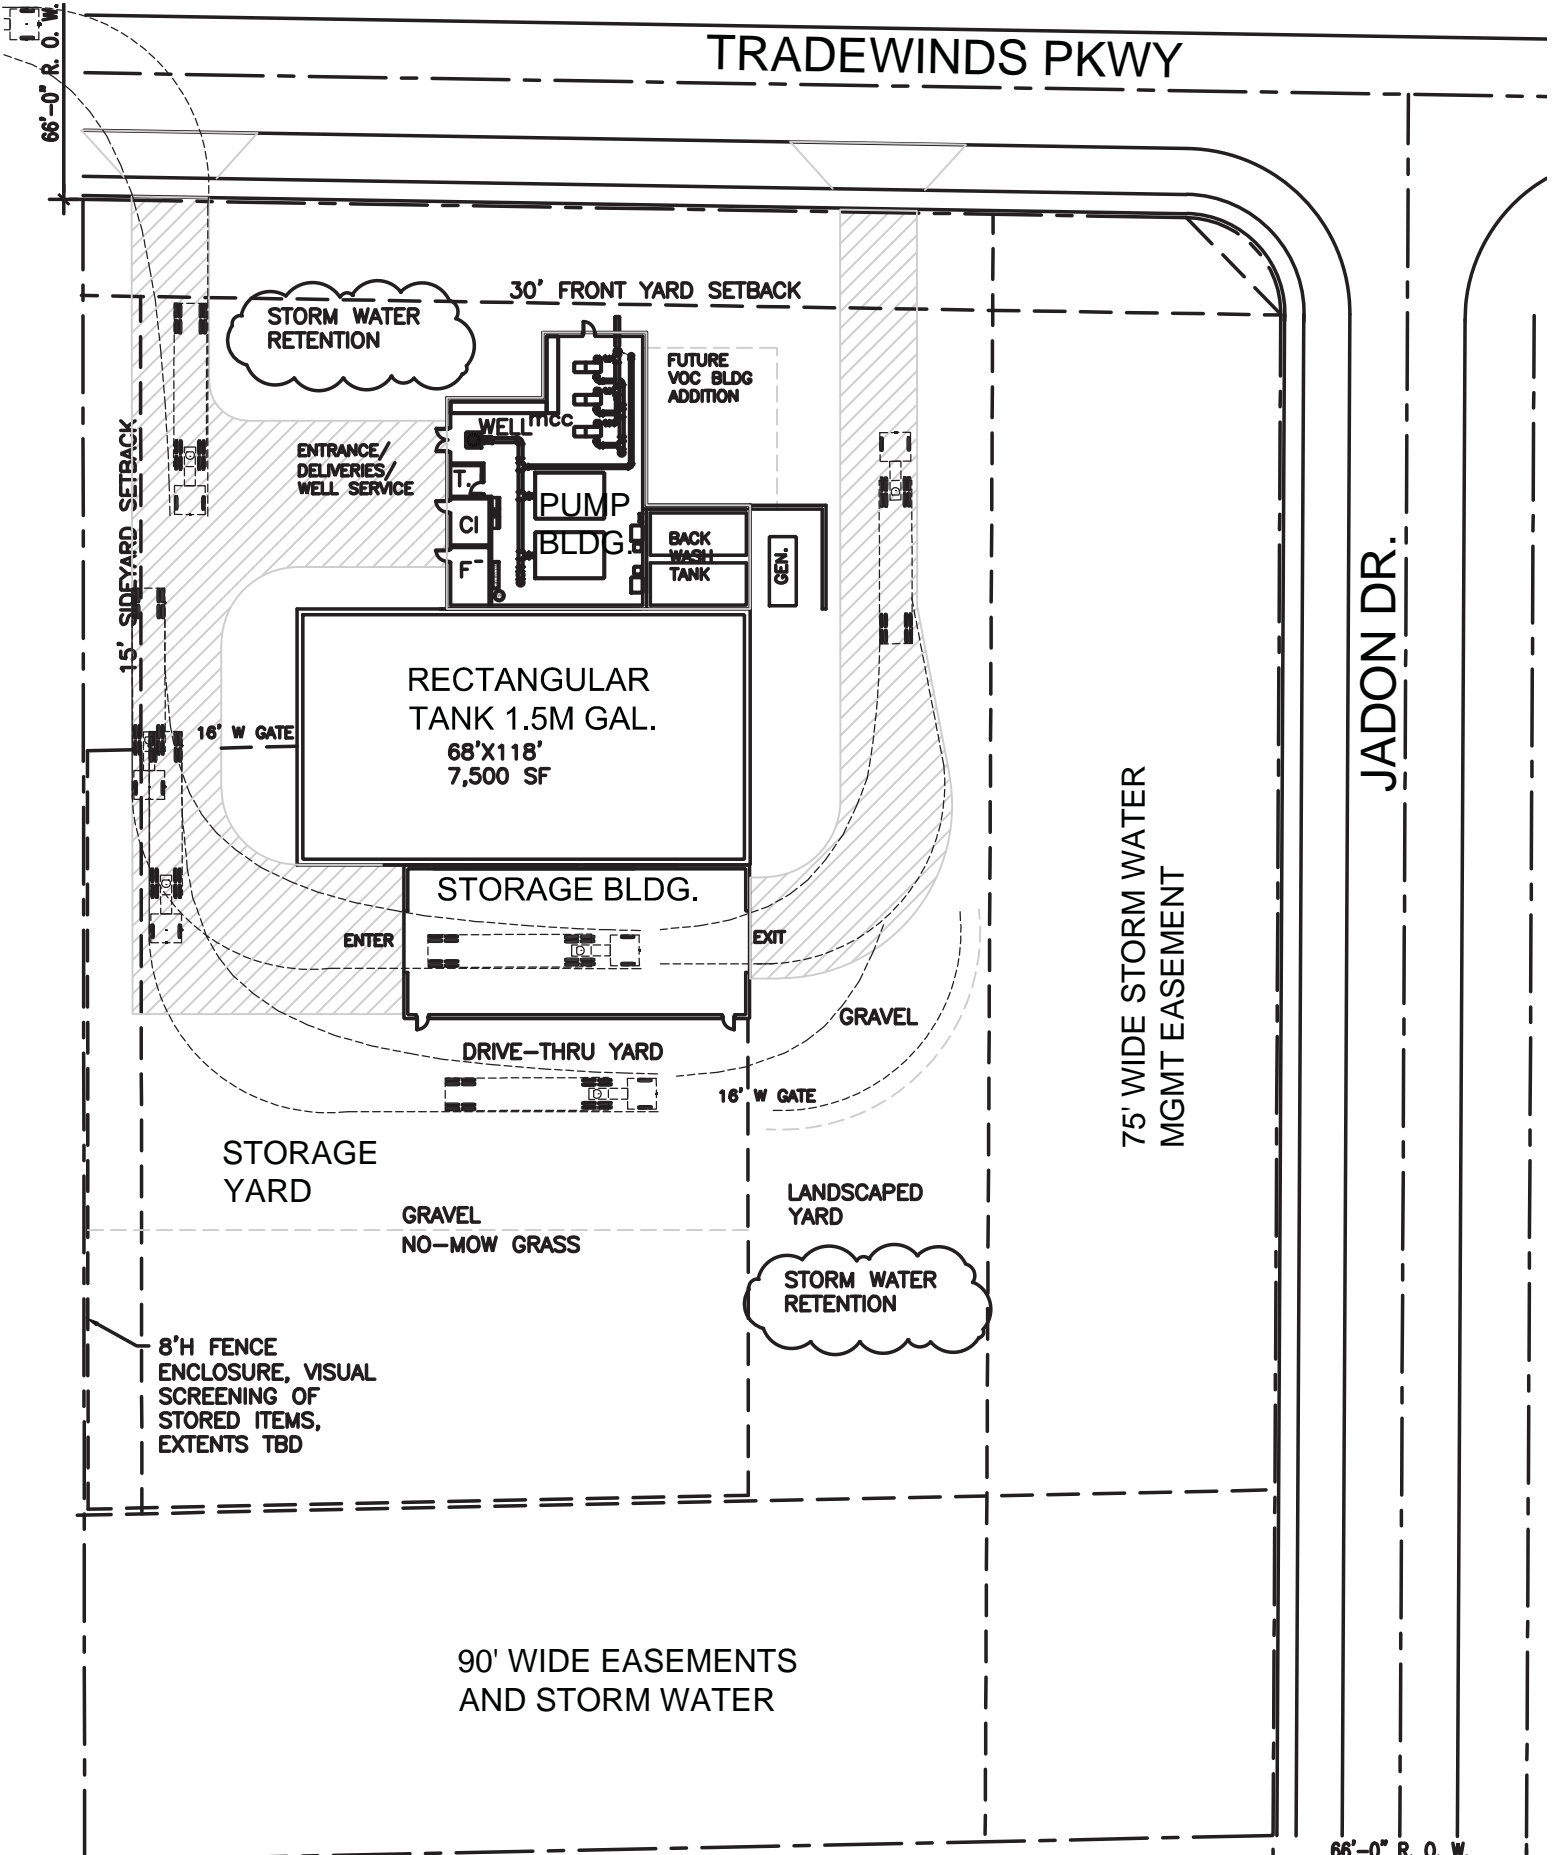 66'-0" R. O. W.
TRADEWINDS PKWY
30' FRONT YARD SETBACK
STORM WATER
RETENTION
FUTURE
VOC BLDG
ADDITION
15' SIDEYARD SETBACK
ENTRANCE/
DELIVERIES/
WELL SERVICE
WELL
mcc
T.
Cl
F-
PUMP
BLDG.
BACK
WASH
TANK
GEN.
JADON DR.
RECTANGULAR
TANK 1.5M GAL.
68'X118'
7,500 SF
16' W GATE
STORAGE BLDG.
ENTER
EXIT
75' WIDE STORM WATER
MGMT EASEMENT
GRAVEL
DRIVE-THRU YARD
16' W GATE
STORAGE
YARD
LANDSCAPED
YARD
GRAVEL
NO-MOW GRASS
STORM WATER
RETENTION
8'H FENCE
ENCLOSURE, VISUAL
SCREENING OF
STORED ITEMS,
EXTENTS TBD
90' WIDE EASEMENTS
AND STORM WATER
66'-0" R. O. W.